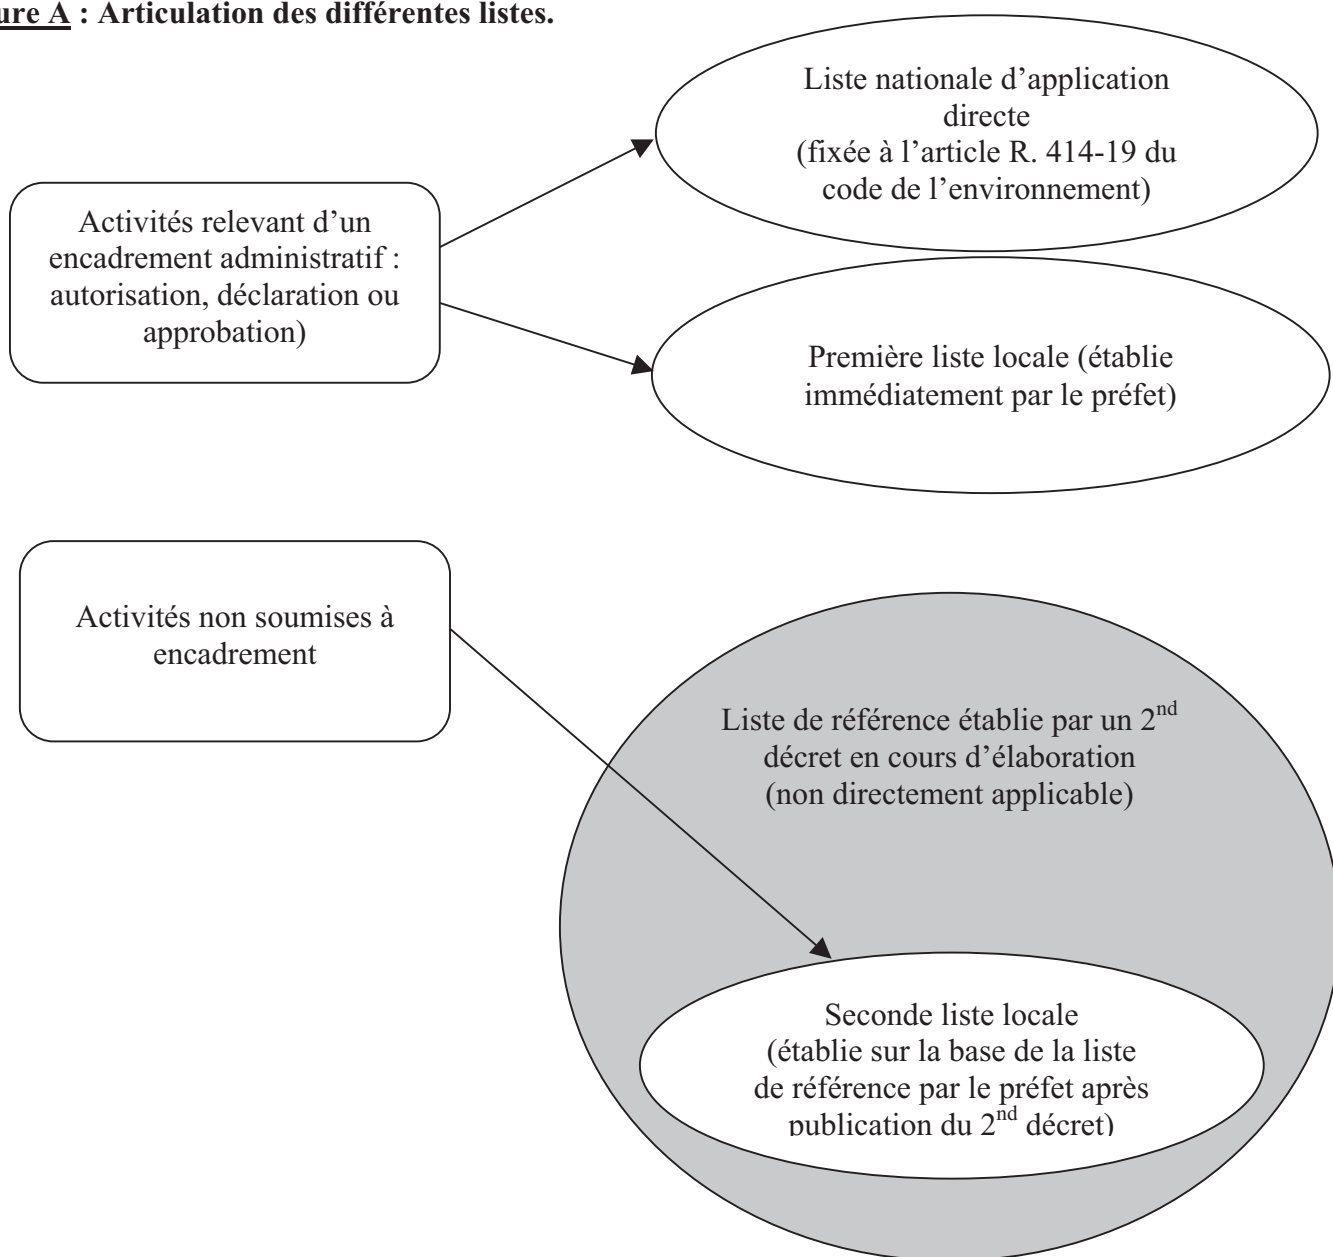 ure A : Articulation des différentes listes.
Liste nationale d’application
directe
(fixée à l’article R. 414-19 du
code de l’environnement)
Activités relevant d’un
encadrement administratif :
autorisation, déclaration ou
approbation)
Première liste locale (établie
immédiatement par le préfet)
Activités non soumises à
encadrement
Liste de référence établie par un 2nd
décret en cours d’élaboration
(non directement applicable)
Seconde liste locale
(établie sur la base de la liste
de référence par le préfet après
publication du 2nd décret)